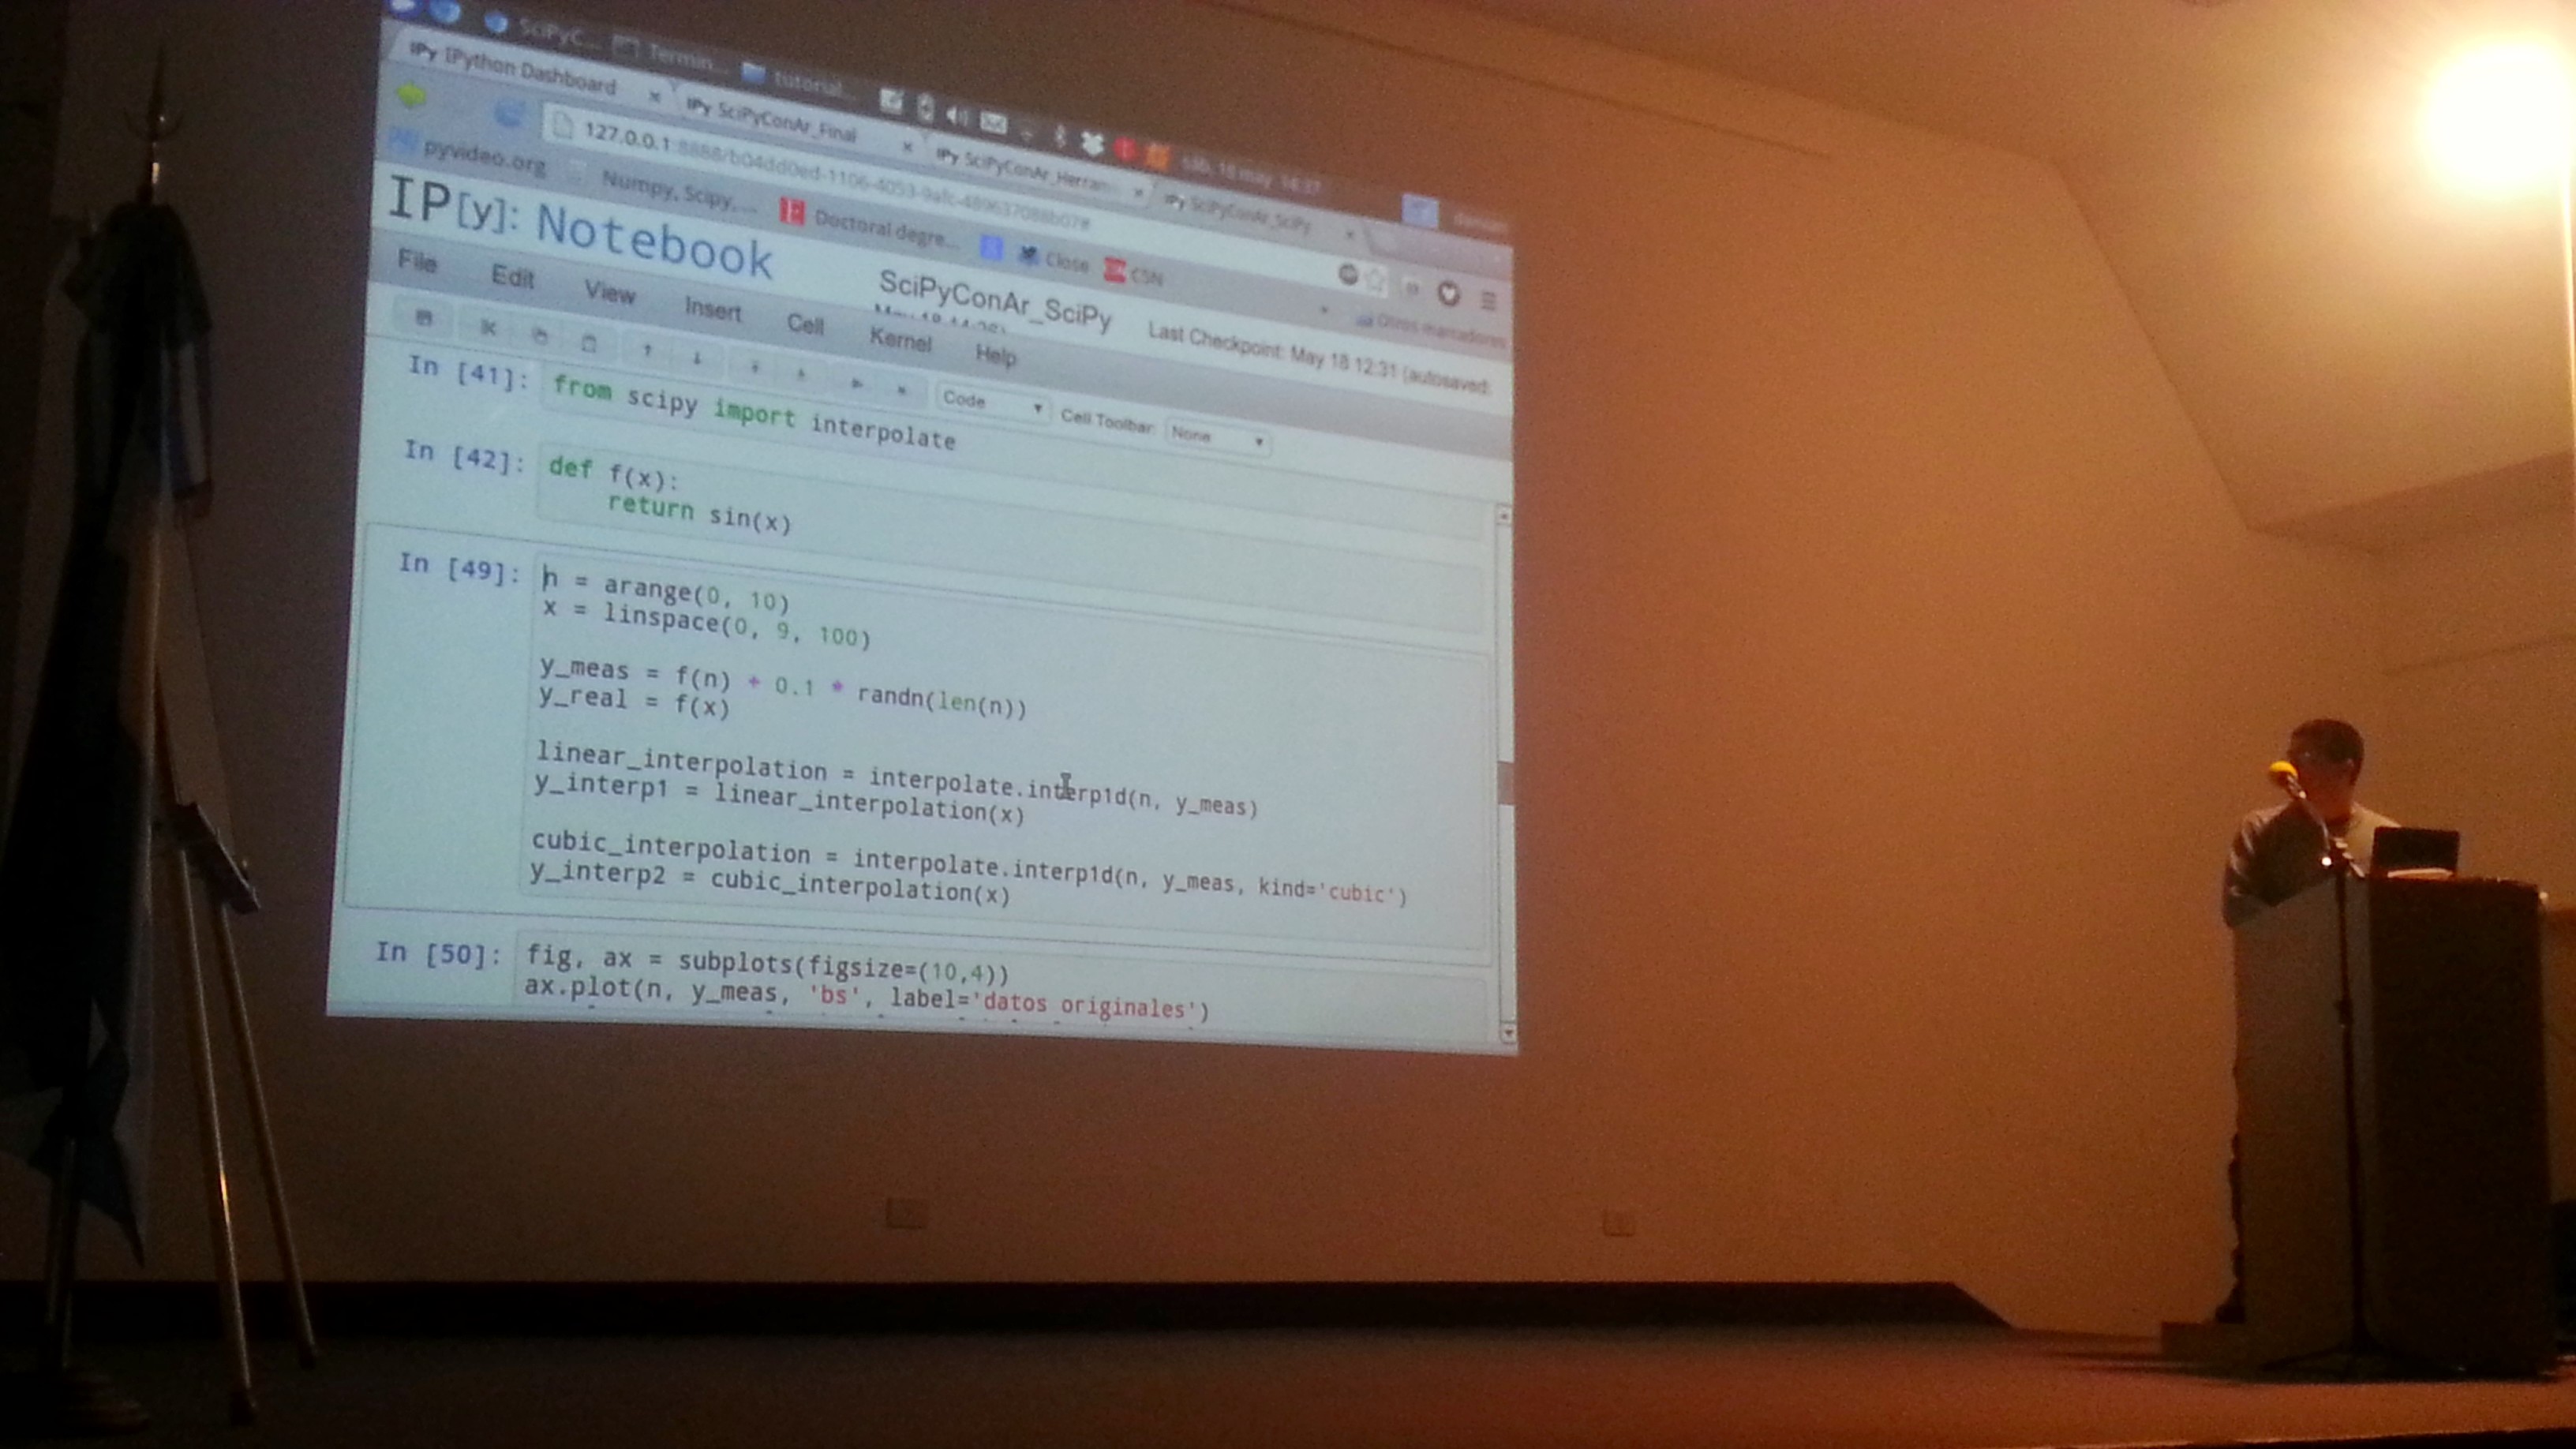 SciPyC... Termin... tutorial...
IPy IPython Dashboard × IPy SciPyConAr_Final × IPy SciPyConAr_Herram × IPy SciPyConAr_SciPy ×
127.0.0.1:8888/
pyvideo.org Numpy, Scipy, ... Doctoral degre... Close CSN Otros marcadores
IP[y]: Notebook SciPyConAr_SciPy Last Checkpoint: May 18 12:31 (autosaved:
File Edit View Insert Cell Kernel Help
Code Cell Toolbar: None
In [41]: from scipy import interpolate
In [42]: def f(x):
return sin(x)
In [49]: n = arange(0, 10)
x = linspace(0, 9, 100)
y_meas = f(n) + 0.1 * randn(len(n))
y_real = f(x)
linear_interpolation = interpolate.interp1d(n, y_meas)
y_interp1 = linear_interpolation(x)
cubic_interpolation = interpolate.interp1d(n, y_meas, kind='cubic')
y_interp2 = cubic_interpolation(x)
In [50]: fig, ax = subplots(figsize=(10,4))
ax.plot(n, y_meas, 'bs', label='datos originales')